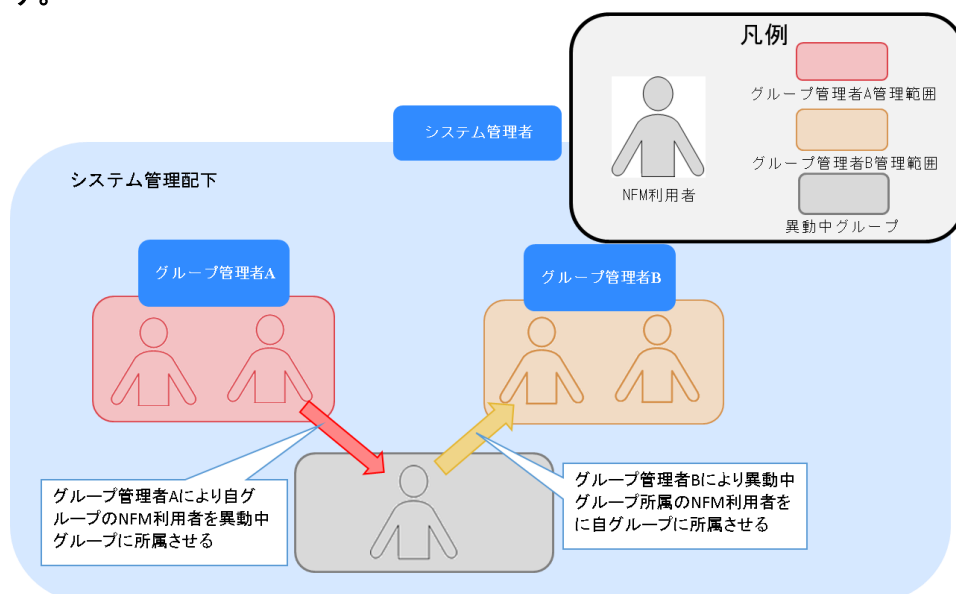 す。
凡例
グループ管理者A管理範囲
グループ管理者B管理範囲
NFM利用者
異動中グループ
システム管理者
システム管理配下
グループ管理者A
グループ管理者B
グループ管理者Aにより自グ
ループのNFM利用者を異動中
グループに所属させる
グループ管理者Bにより異動中
グループ所属のNFM利用者を
に自グループに所属させる